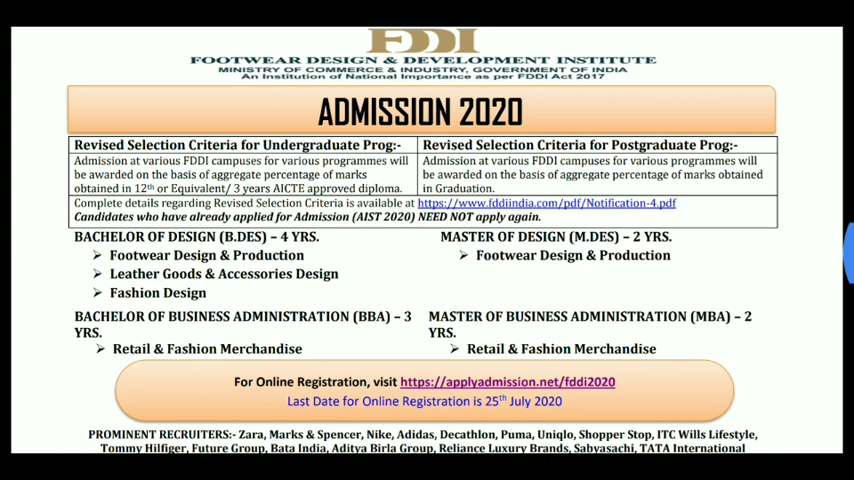 FDDI
FOOTWEAR DESIGN & DEVELOPMENT INSTITUTE
MINISTRY OF COMMERCE & INDUSTRY, GOVERNMENT OF INDIA
An Institution of National Importance as per FDDI Act 2017
ADMISSION 2020
Revised Selection Criteria for Undergraduate Prog:-
Admission at various FDDI campuses for various programmes will
be awarded on the basis of aggregate percentage of marks
obtained in 12th or Equivalent/ 3 years AICTE approved diploma.
Revised Selection Criteria for Postgraduate Prog:-
Admission at various FDDI campuses for various programmes will
be awarded on the basis of aggregate percentage of marks obtained
in Graduation.
Complete details regarding Revised Selection Criteria is available at https://www.fddiindia.com/pdf/Notification-4.pdf
Candidates who have already applied for Admission (AIST 2020) NEED NOT apply again.
BACHELOR OF DESIGN (B.DES) – 4 YRS.
Footwear Design & Production
Leather Goods & Accessories Design
Fashion Design
MASTER OF DESIGN (M.DES) – 2 YRS.
Footwear Design & Production
BACHELOR OF BUSINESS ADMINISTRATION (BBA) – 3
YRS.
Retail & Fashion Merchandise
MASTER OF BUSINESS ADMINISTRATION (MBA) – 2
YRS.
Retail & Fashion Merchandise
For Online Registration, visit https://applyadmission.net/fddi2020
Last Date for Online Registration is 25th July 2020
PROMINENT RECRUITERS:- Zara, Marks & Spencer, Nike, Adidas, Decathlon, Puma, Uniqlo, Shopper Stop, ITC Wills Lifestyle,
Tommy Hilfiger, Future Group, Bata India, Aditya Birla Group, Reliance Luxury Brands, Sabyasachi, TATA International